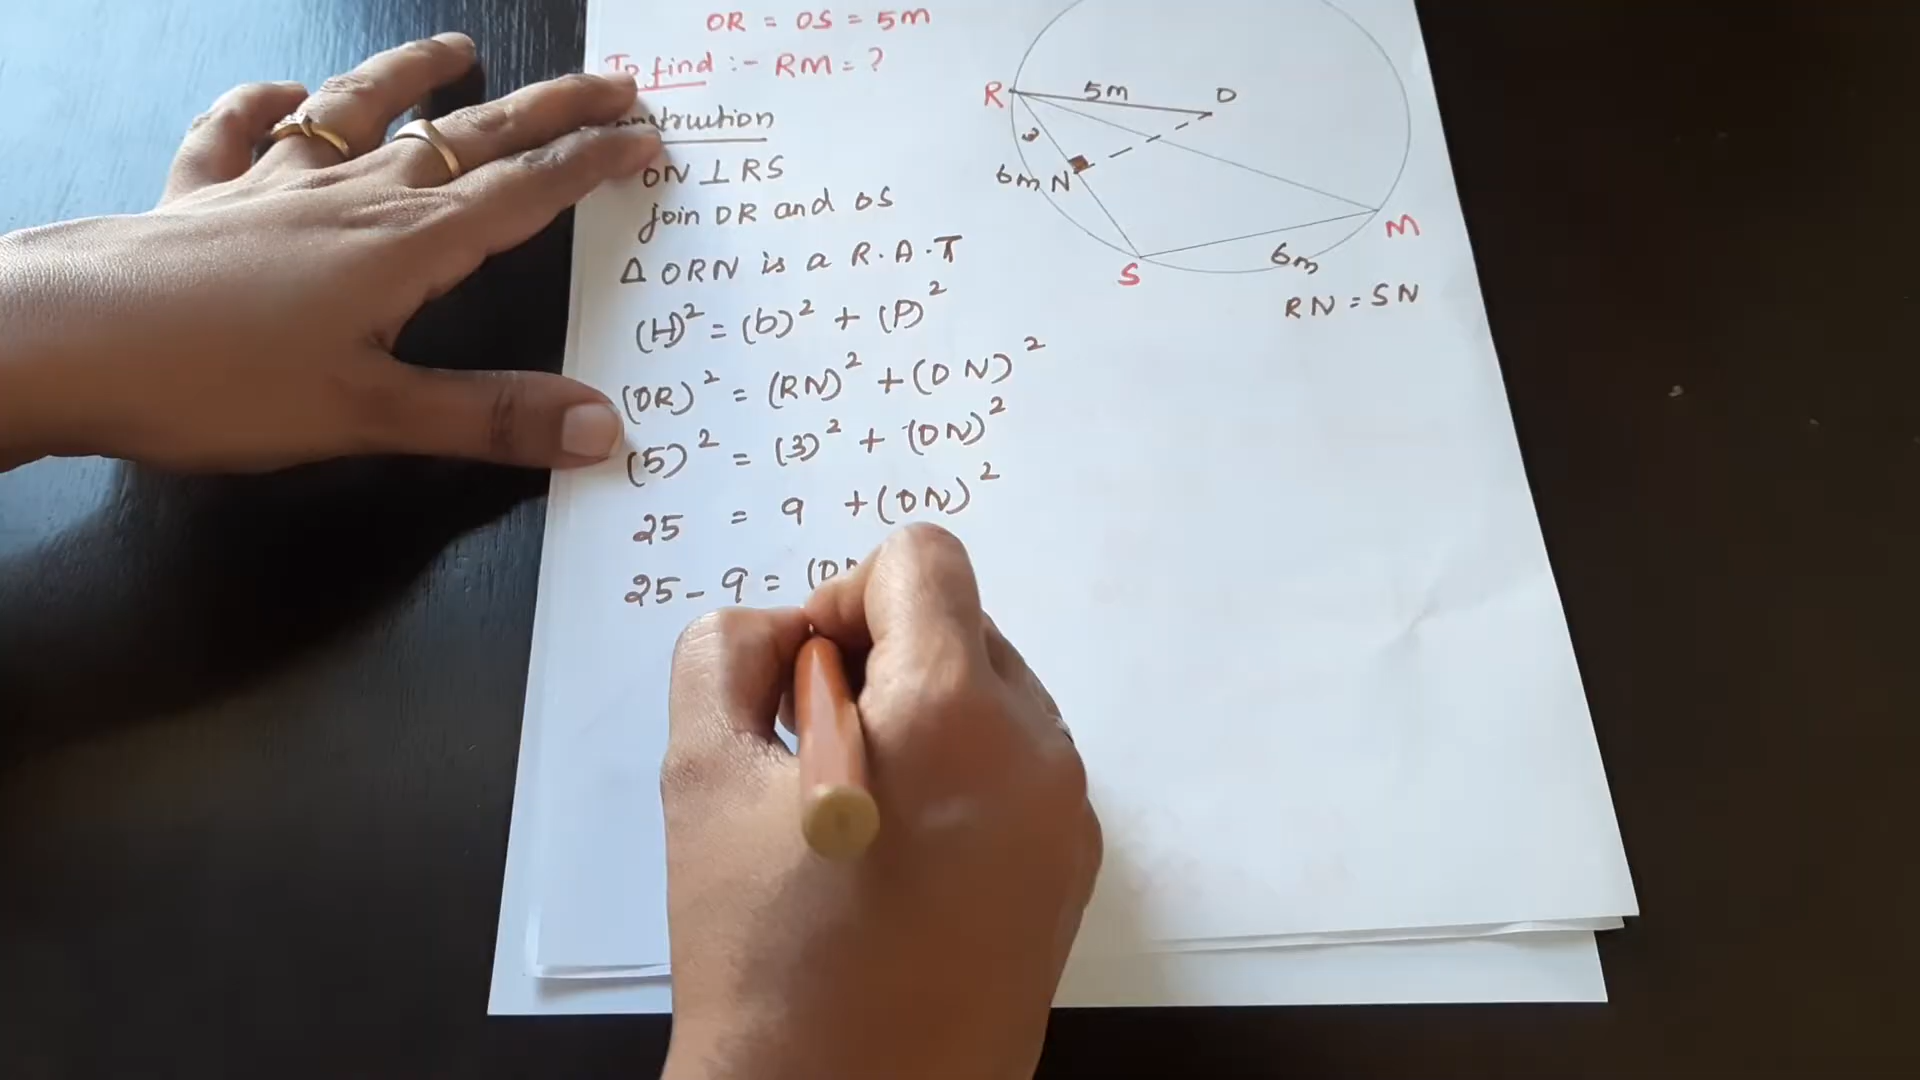 OR = OS = 5m
To find :- RM = ?
ON ⊥ RS
join OR and OS
Δ ORN is a R.A.T
(H)² = (b)² + (P)²
(OR)² = (RN)² + (ON)²
(5)² = (3)² + (ON)²
25 = 9 + (ON)²
25 - 9 =
R
5m
O
3
6m
N
M
S
6m
RN = SN